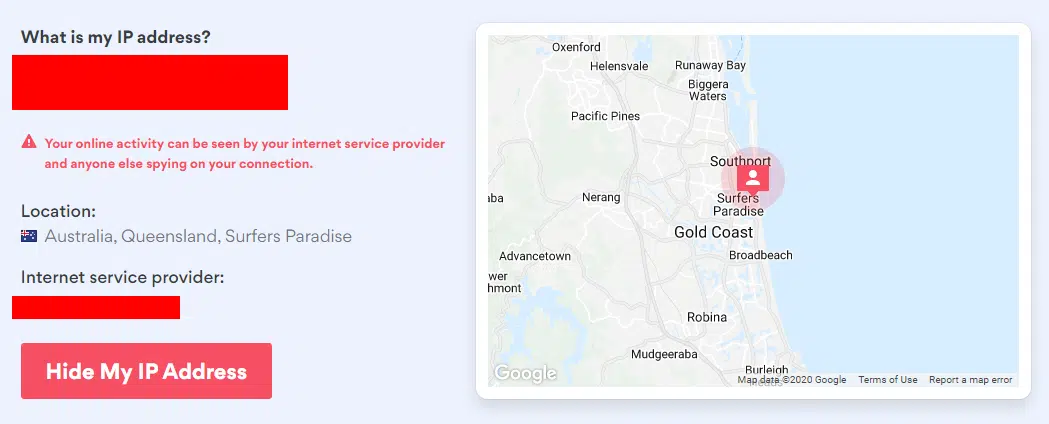 What is my IP address?
Your online activity can be seen by your internet service provider
and anyone else spying on your connection.
Location:
Australia, Queensland, Surfers Paradise
Internet service provider:
Hide My IP Address
Oxenford
Helensvale
Runaway Bay
Biggera
Waters
Pacific Pines
Southport
aba
Nerang
Surfers
Paradise
Gold Coast
Advancetown
Broadbeach
wer
hmont
Robina
Mudgeeraba
Burleigh
Google
Map data ©2020 Google
Terms of Use
Report a map error